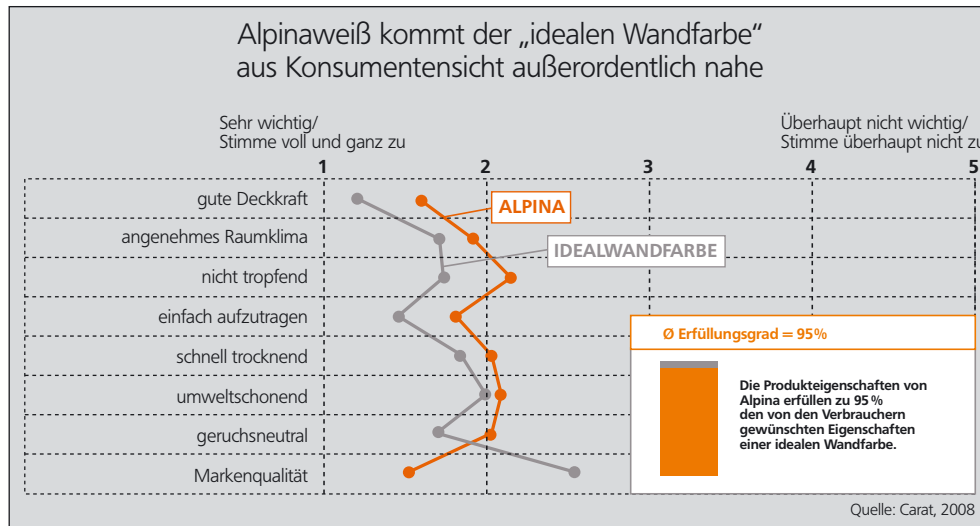 Alpinaweiß kommt der „idealen Wandfarbe“
aus Konsumentensicht außerordentlich nahe
Sehr wichtig/
Stimme voll und ganz zu
Überhaupt nicht wichtig/
Stimme überhaupt nicht zu
1 2 3 4 5
gute Deckkraft
ALPINA
angenehmes Raumklima
IDEALWANDFARBE
nicht tropfend
einfach aufzutragen
schnell trocknend
umweltschonend
geruchsneutral
Markenqualität
Ø Erfüllungsgrad = 95%
Die Produkteigenschaften von
Alpina erfüllen zu 95 %
den von den Verbrauchern
gewünschten Eigenschaften
einer idealen Wandfarbe.
Quelle: Carat, 2008